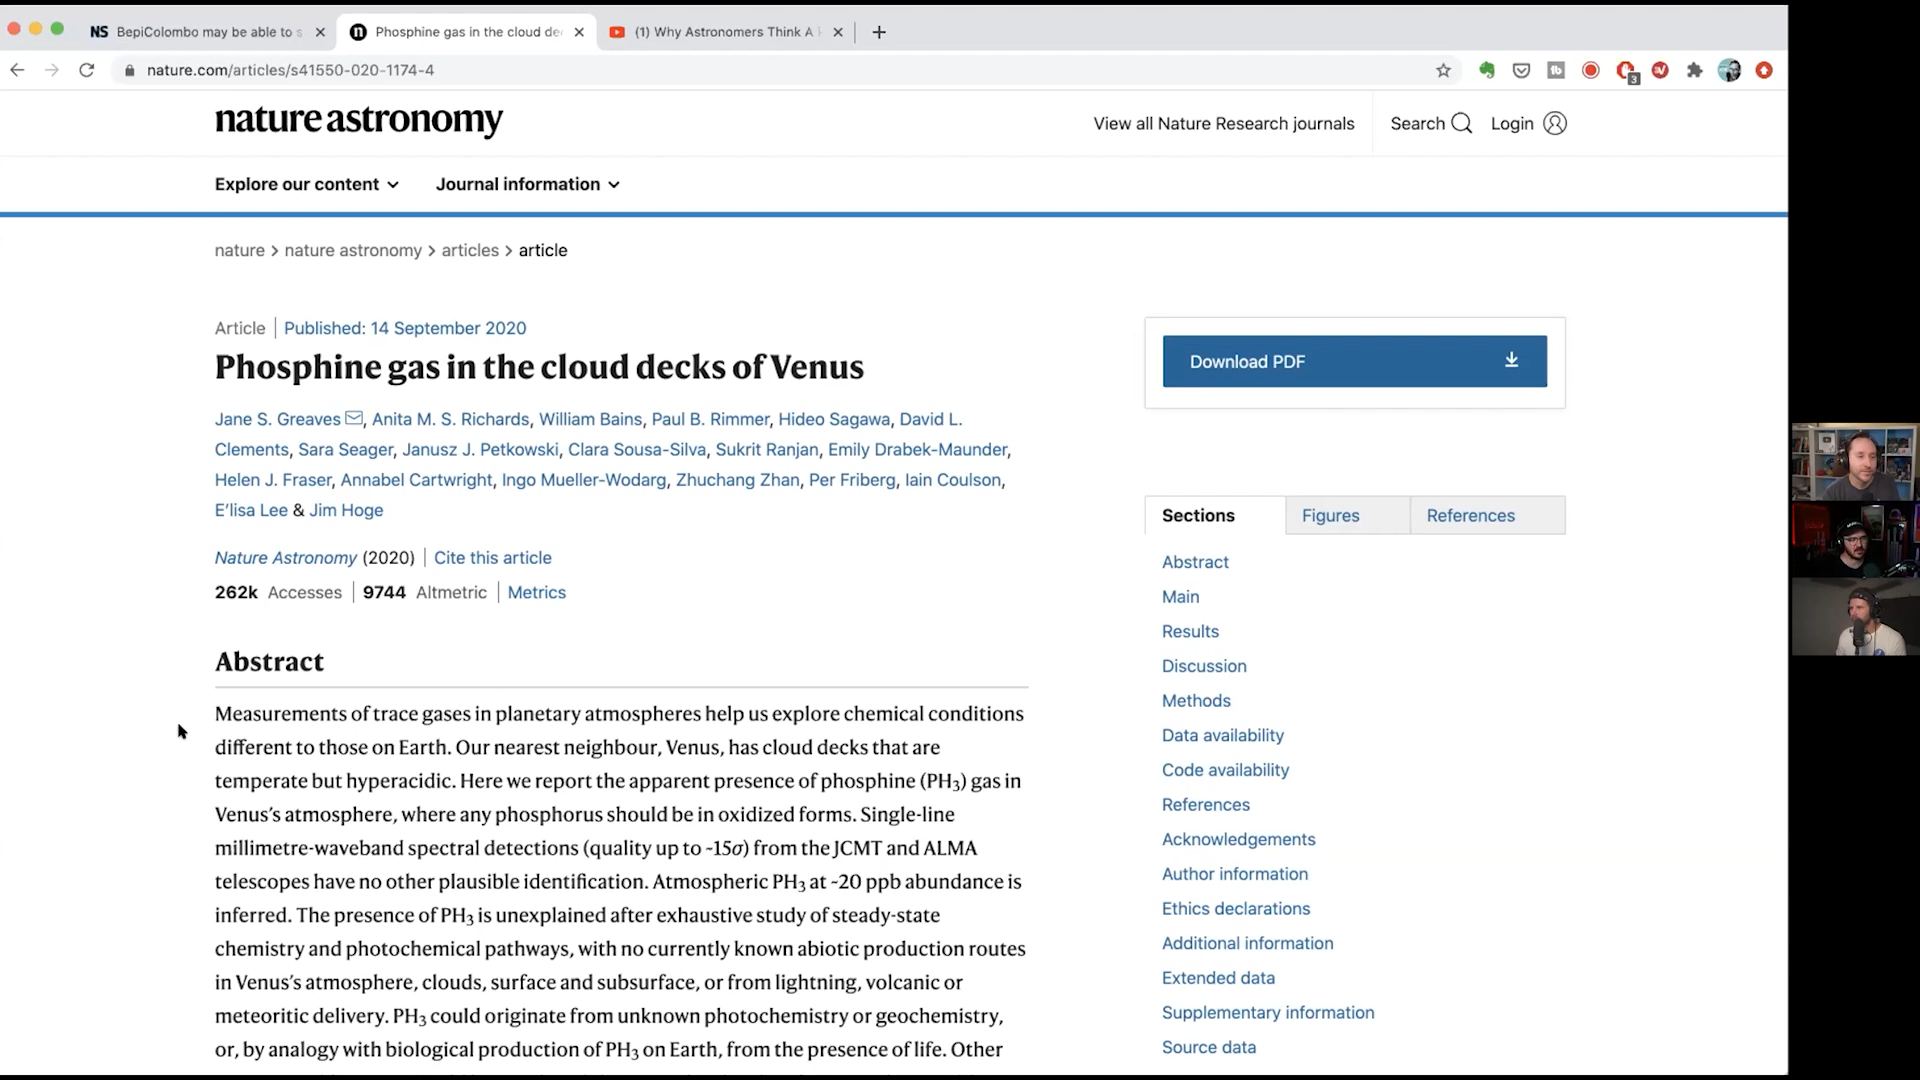 NS BepiColombo may be able to s
n Phosphine gas in the cloud de
(1) Why Astronomers Think A
nature.com/articles/s41550-020-1174-4
3
nature astronomy
View all Nature Research journals
Search
Login
Explore our content
Journal information
nature > nature astronomy > articles > article
Article | Published: 14 September 2020
Phosphine gas in the cloud decks of Venus
Jane S. Greaves, Anita M. S. Richards, William Bains, Paul B. Rimmer, Hideo Sagawa, David L.
Clements, Sara Seager, Janusz J. Petkowski, Clara Sousa-Silva, Sukrit Ranjan, Emily Drabek-Maunder,
Helen J. Fraser, Annabel Cartwright, Ingo Mueller-Wodarg, Zhuchang Zhan, Per Friberg, Iain Coulson,
E'lisa Lee & Jim Hoge
Nature Astronomy (2020) | Cite this article
262k Accesses | 9744 Altmetric | Metrics
Abstract
Measurements of trace gases in planetary atmospheres help us explore chemical conditions
different to those on Earth. Our nearest neighbour, Venus, has cloud decks that are
temperate but hyperacidic. Here we report the apparent presence of phosphine (PH₃) gas in
Venus's atmosphere, where any phosphorus should be in oxidized forms. Single-line
millimetre-waveband spectral detections (quality up to ~15σ) from the JCMT and ALMA
telescopes have no other plausible identification. Atmospheric PH₃ at ~20 ppb abundance is
inferred. The presence of PH₃ is unexplained after exhaustive study of steady-state
chemistry and photochemical pathways, with no currently known abiotic production routes
in Venus's atmosphere, clouds, surface and subsurface, or from lightning, volcanic or
meteoritic delivery. PH₃ could originate from unknown photochemistry or geochemistry,
or, by analogy with biological production of PH₃ on Earth, from the presence of life. Other
Download PDF
Sections
Figures
References
Abstract
Main
Results
Discussion
Methods
Data availability
Code availability
References
Acknowledgements
Author information
Ethics declarations
Additional information
Extended data
Supplementary information
Source data